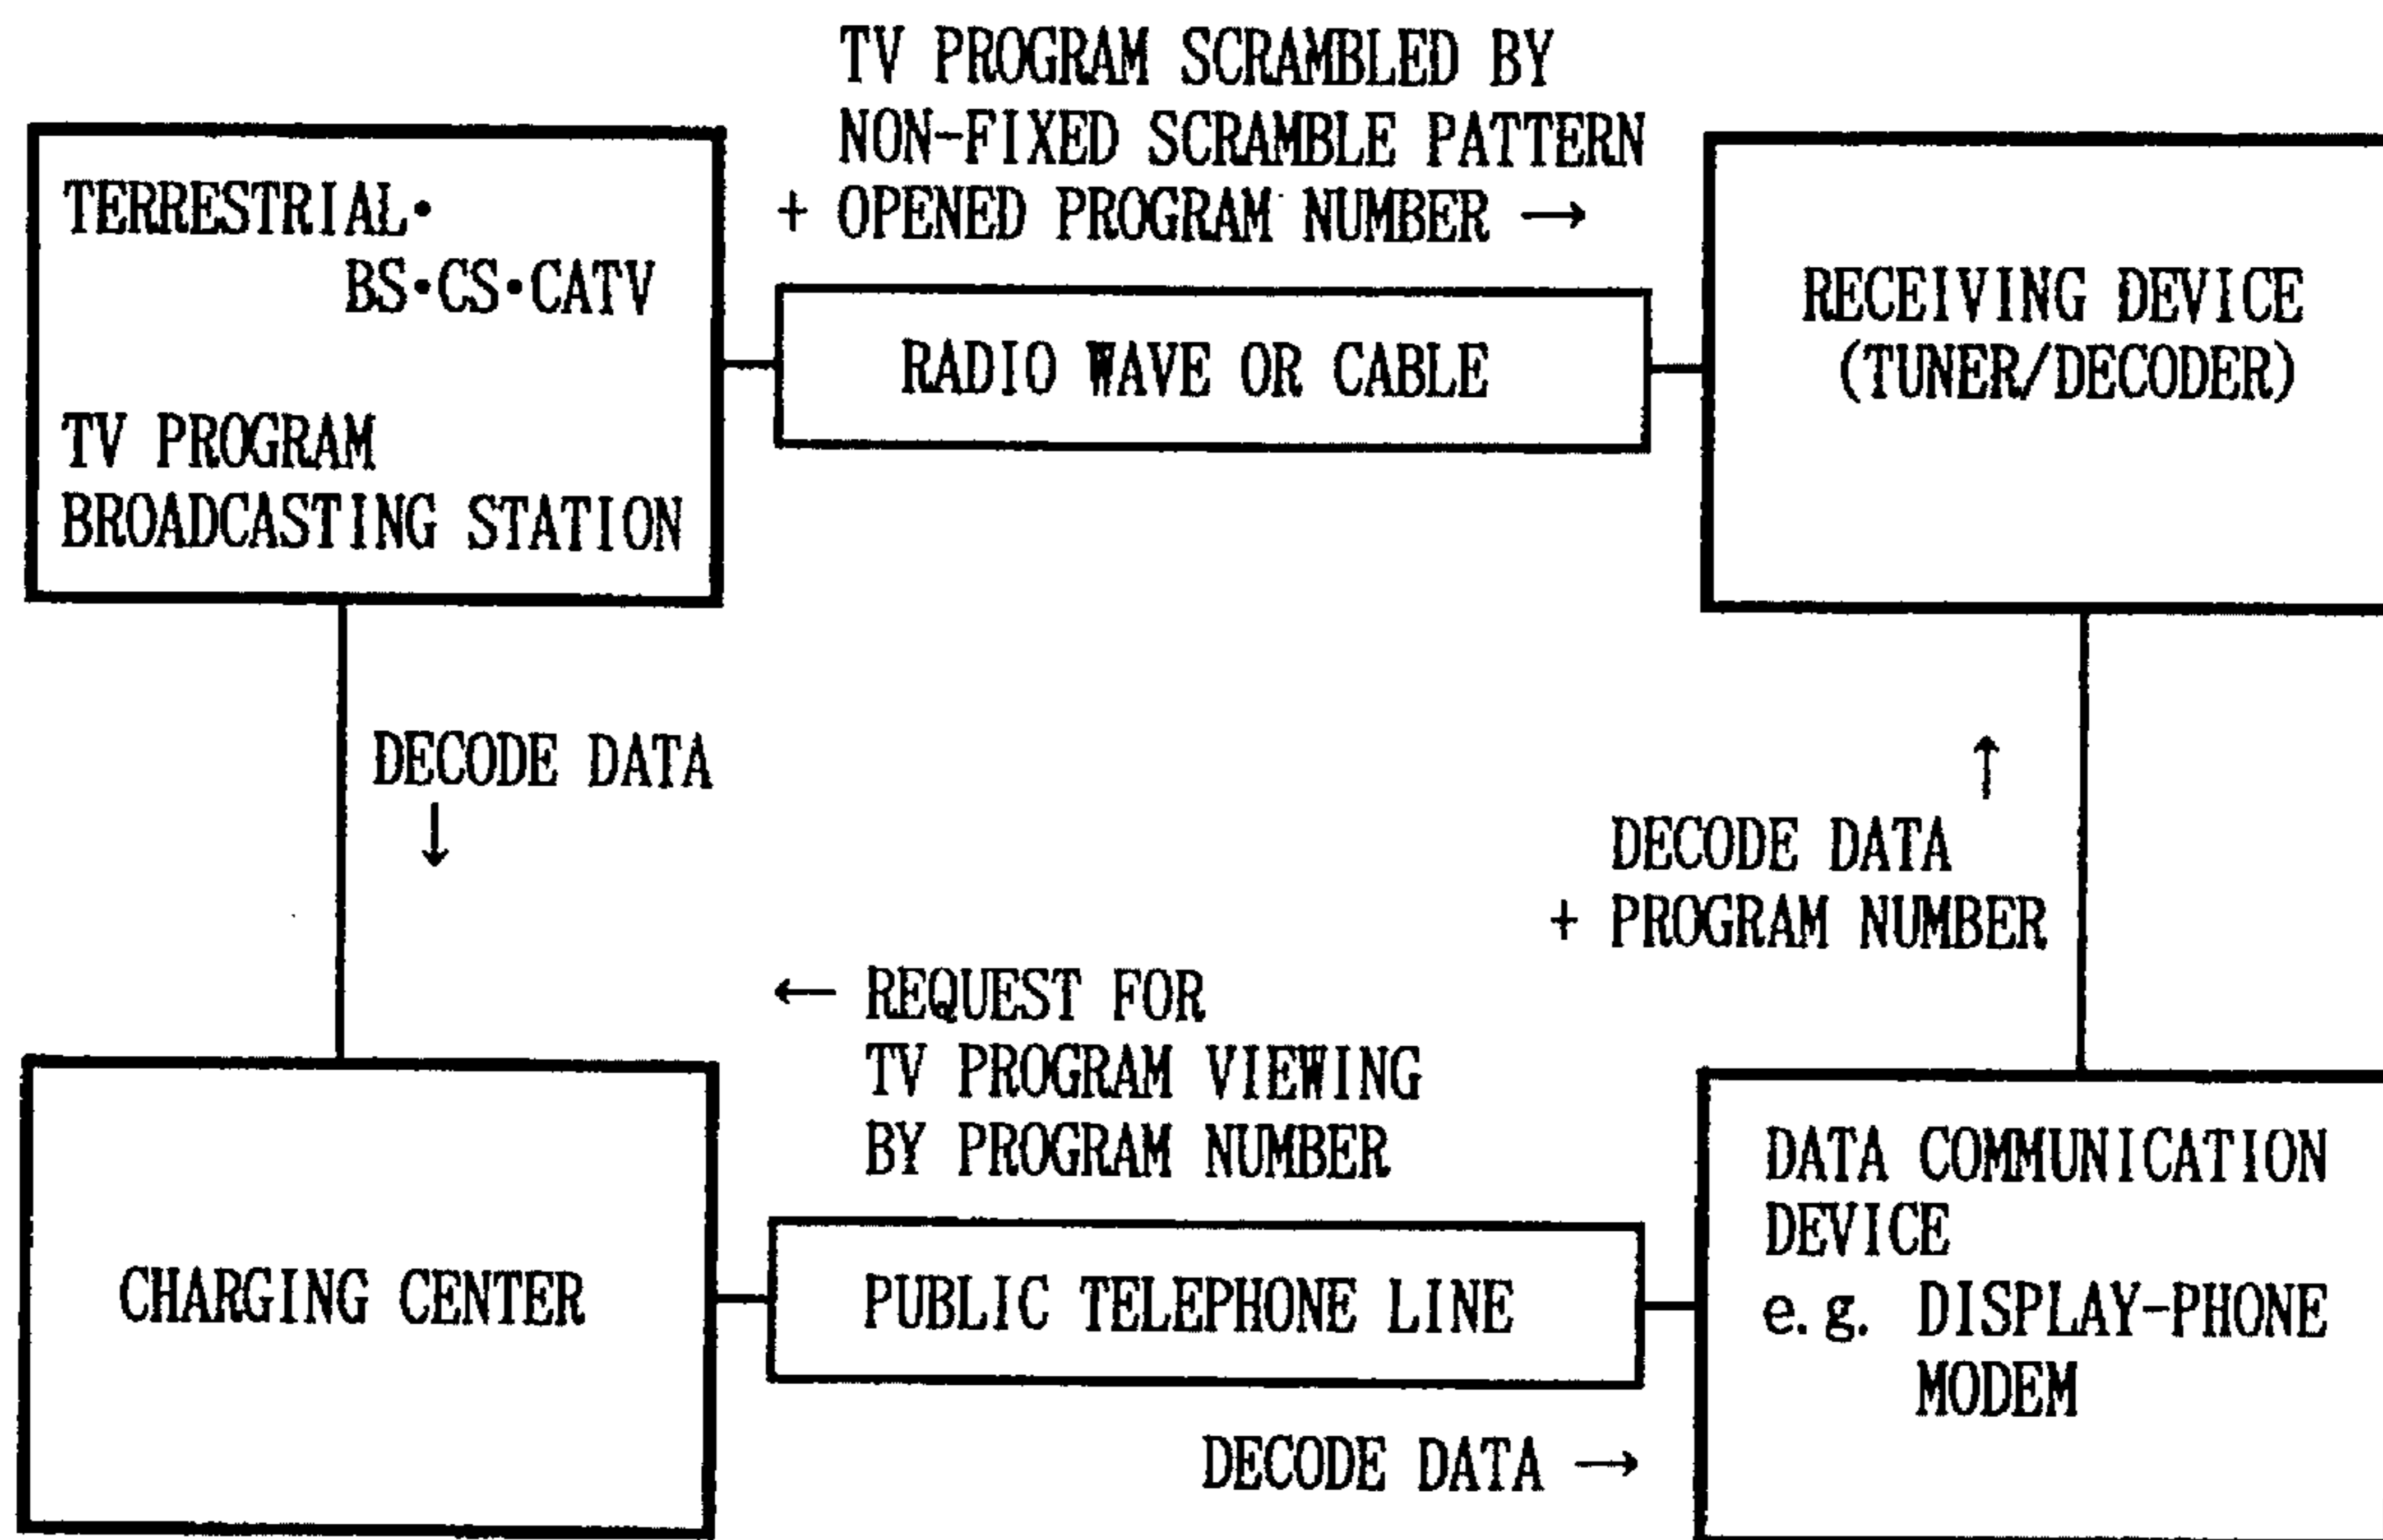 TV PROGRAM SCRAMBLED BY
NON-FIXED SCRAMBLE PATTERN
+ OPENED PROGRAM NUMBER →
TERRESTRIAL•
BS•CS•CATV
TV PROGRAM
BROADCASTING STATION
RADIO WAVE OR CABLE
RECEIVING DEVICE
(TUNER/DECODER)
DECODE DATA
↓
↑
DECODE DATA
+ PROGRAM NUMBER
← REQUEST FOR
TV PROGRAM VIEWING
BY PROGRAM NUMBER
CHARGING CENTER
PUBLIC TELEPHONE LINE
DATA COMMUNICATION
DEVICE
e.g. DISPLAY-PHONE
MODEM
DECODE DATA →